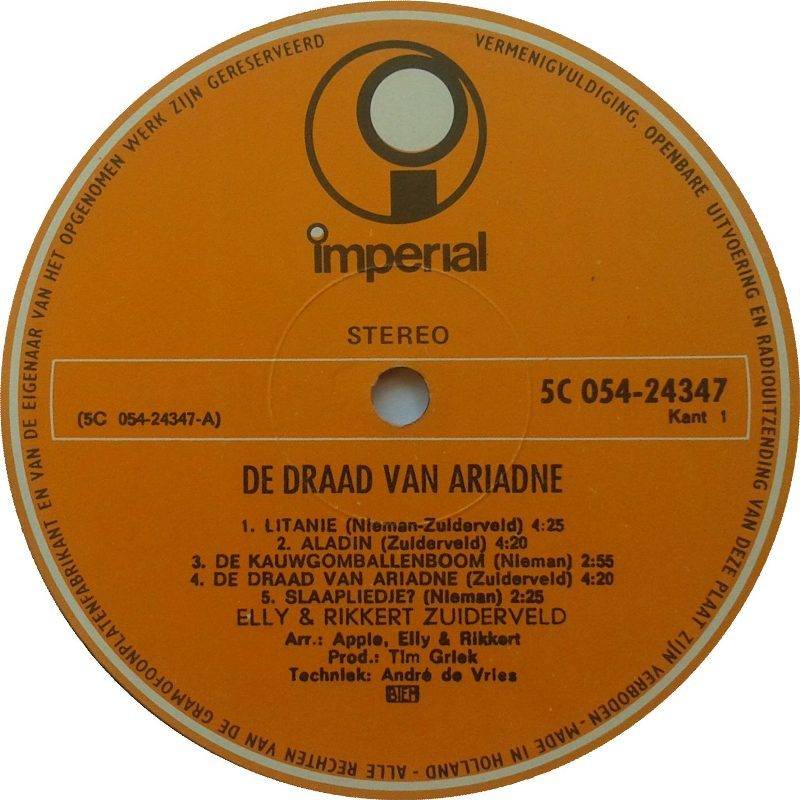 imperial
STEREO
5C 054-24347
(5C 054-24347-A)
Kant 1
DE DRAAD VAN ARIADNE
1. LITANIE (Nieman-Zuiderveld) 4:25
2. ALADIN (Zuiderveld) 4:20
3. DE KAUWGOMBALLENBOOM (Nieman) 2:55
4. DE DRAAD VAN ARIADNE (Zuiderveld) 4:20
5. SLAAPLIEDJE? (Nieman) 2:25
ELLY & RIKKERT ZUIDERVELD
Arr.: Apple, Elly & Rikkert
Prod.: Tim Griek
Techniek: André de Vries
BIEM
VERMENIGVULDIGING, OPENBARE UITVOERING EN RADIOUITZENDING VAN DEZE PLAAT ZIJN VERBODEN - MADE IN HOLLAND - ALLE RECHTEN VAN DE GRAMOFOONPLATENFABRIKANT EN VAN DE EIGENAAR VAN HET OPGENOMEN WERK ZIJN GERESERVEERD